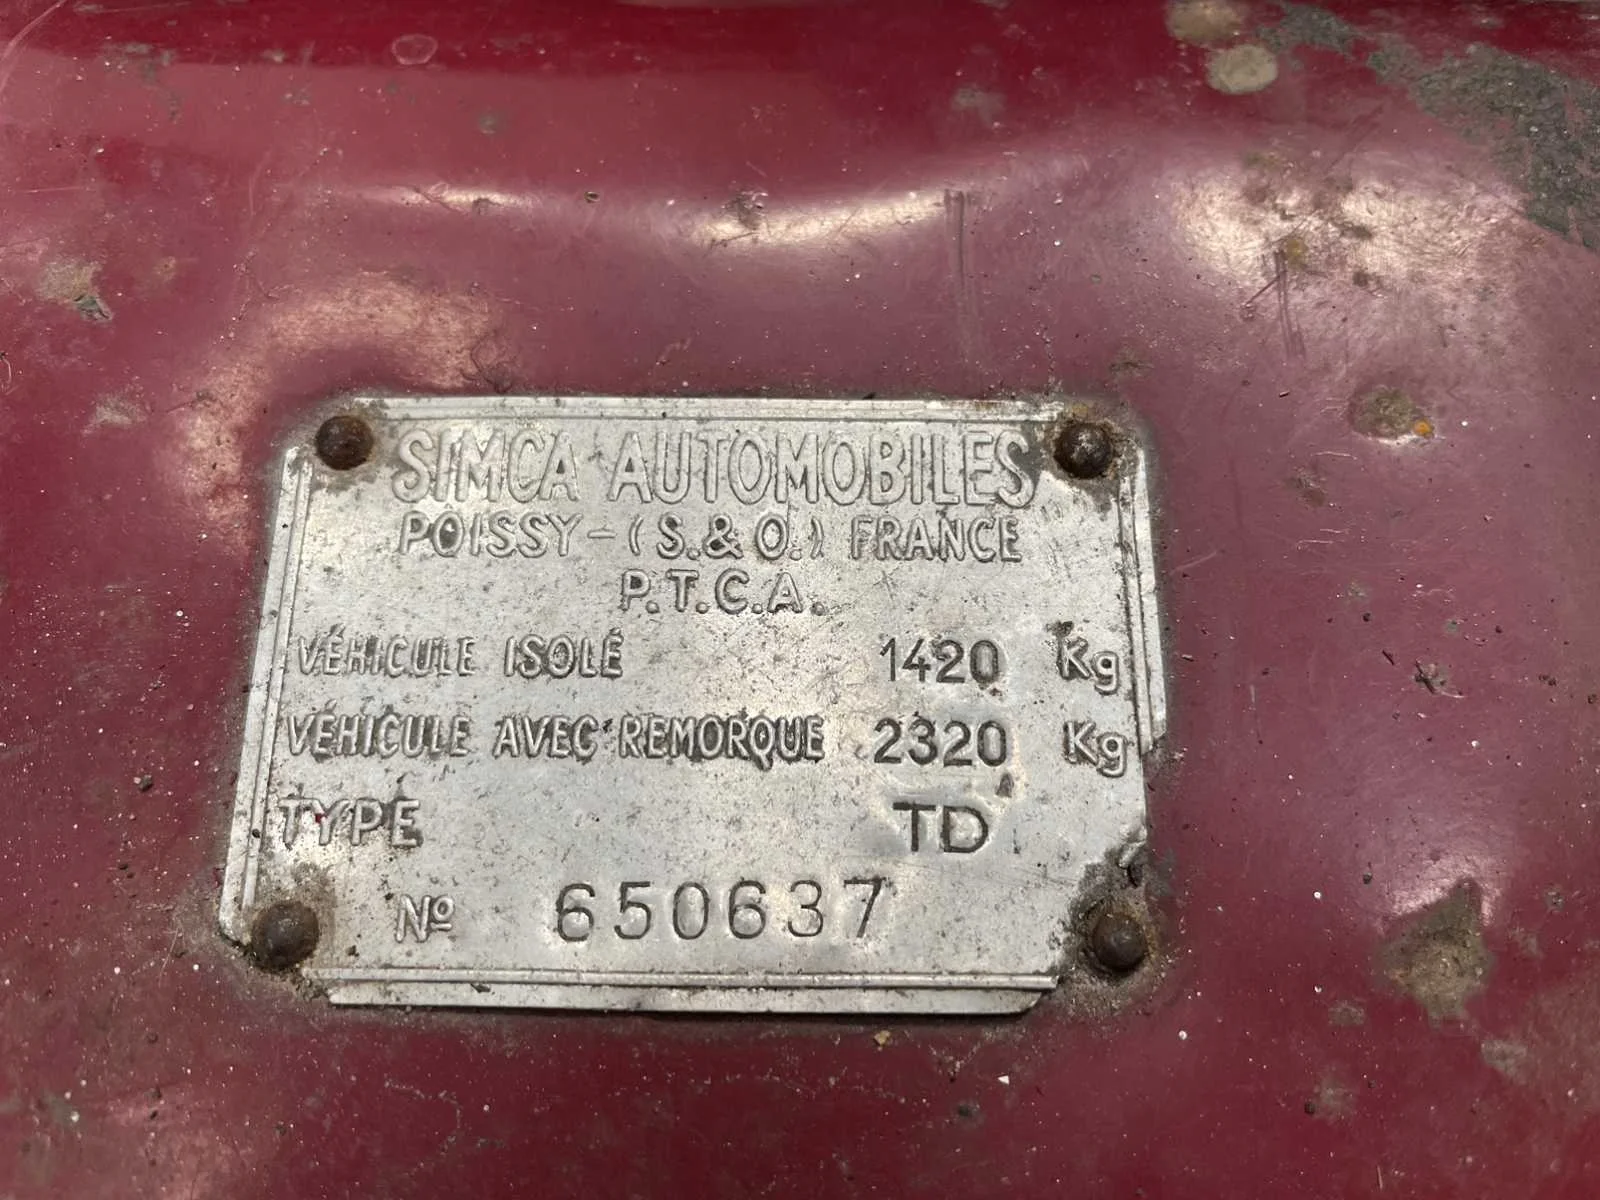 SIMCA AUTOMOBILES
POISSY-(S.&O.) FRANCE
P.T.C.A.
VÉHICULE ISOLÉ 1420 Kg
VÉHICULE AVEC REMORQUE 2320 Kg
TYPE TD
Nº 650637